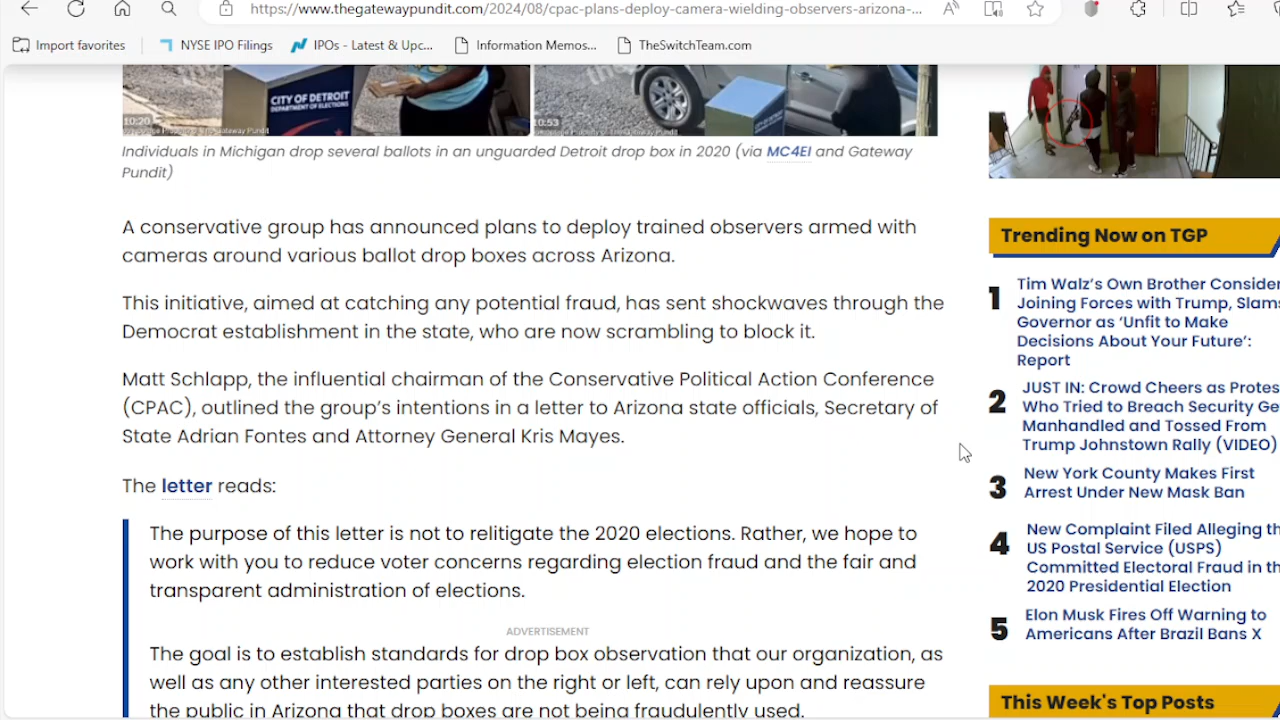 https://www.thegatewaypundit.com/2024/08/cpac-plans-deploy-camera-wielding-observers-arizona-...
Import favorites
NYSE IPO Filings
IPOs - Latest & Upc...
Information Memos...
TheSwitchTeam.com
CITY OF DETROIT
DEPARTMENT OF ELECTIONS
10:20
10:53
Individuals in Michigan drop several ballots in an unguarded Detroit drop box in 2020 (via MC4EI and Gateway
Pundit)
A conservative group has announced plans to deploy trained observers armed with
cameras around various ballot drop boxes across Arizona.
This initiative, aimed at catching any potential fraud, has sent shockwaves through the
Democrat establishment in the state, who are now scrambling to block it.
Matt Schlapp, the influential chairman of the Conservative Political Action Conference
(CPAC), outlined the group's intentions in a letter to Arizona state officials, Secretary of
State Adrian Fontes and Attorney General Kris Mayes.
The letter reads:
The purpose of this letter is not to relitigate the 2020 elections. Rather, we hope to
work with you to reduce voter concerns regarding election fraud and the fair and
transparent administration of elections.
ADVERTISEMENT
The goal is to establish standards for drop box observation that our organization, as
well as any other interested parties on the right or left, can rely upon and reassure
the public in Arizona that drop boxes are not being fraudulently used.
Trending Now on TGP
1 Tim Walz's Own Brother Consider
Joining Forces with Trump, Slams
Governor as 'Unfit to Make
Decisions About Your Future':
Report
2 JUST IN: Crowd Cheers as Protes
Who Tried to Breach Security Ge
Manhandled and Tossed From
Trump Johnstown Rally (VIDEO)
3 New York County Makes First
Arrest Under New Mask Ban
4 New Complaint Filed Alleging th
US Postal Service (USPS)
Committed Electoral Fraud in th
2020 Presidential Election
5 Elon Musk Fires Off Warning to
Americans After Brazil Bans X
This Week's Top Posts